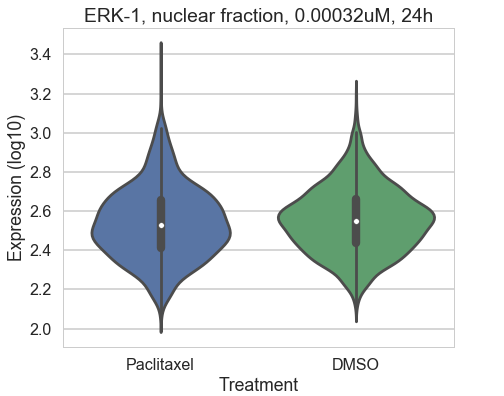 ERK-1, nuclear fraction, 0.00032uM, 24h
Expression (log10)
3.4
3.2
3.0
2.8
2.6
2.4
2.2
2.0
Paclitaxel DMSO
Treatment